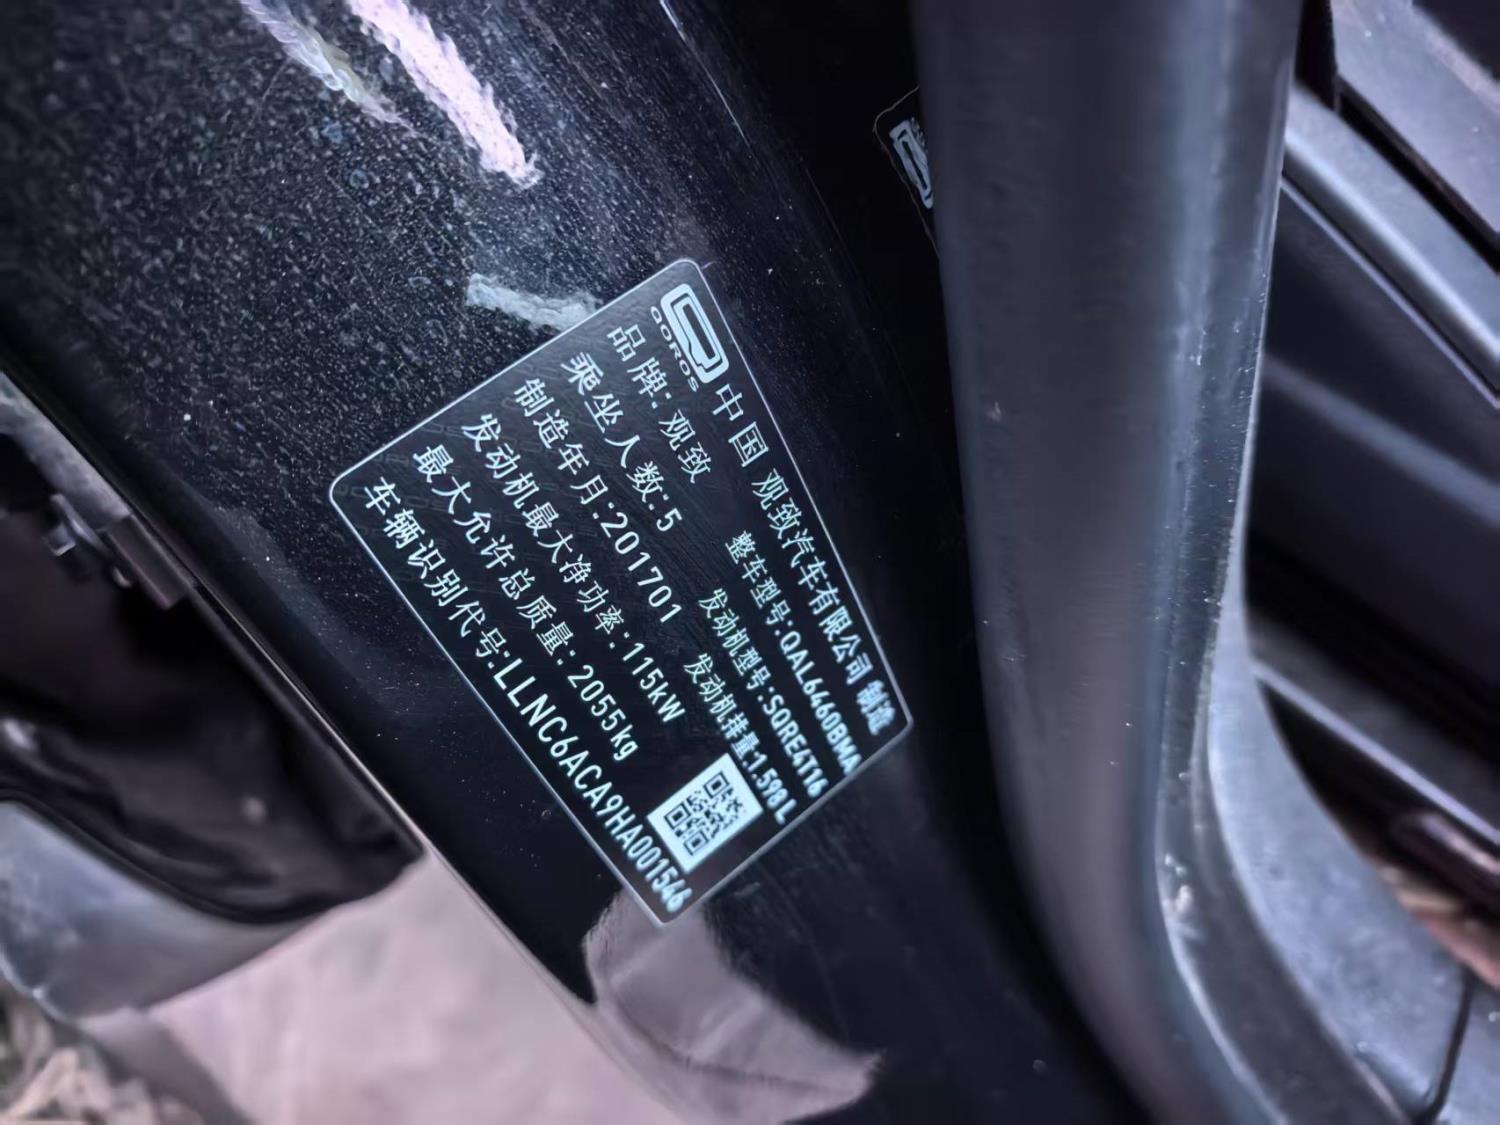 QOROS
中国 观致汽车有限公司 制造
品牌:观致
整车型号:QAL6460BMA
乘坐人数:5
发动机型号:SQRE4T16
制造年月:201701
发动机排量:1.598L
发动机最大净功率:115kW
最大允许总质量:2055kg
车辆识别代号:LLNC6ACA9HA001546